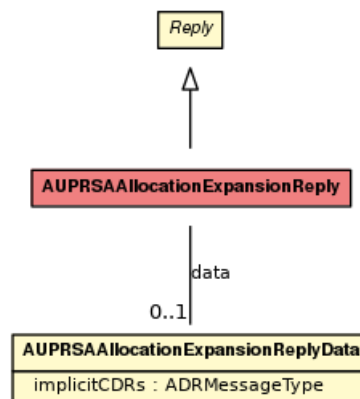 Reply
AUPRSAAllocationExpansionReply
data
0..1
AUPRSAAllocationExpansionReplyData
implicitCDRs : ADRMessageType